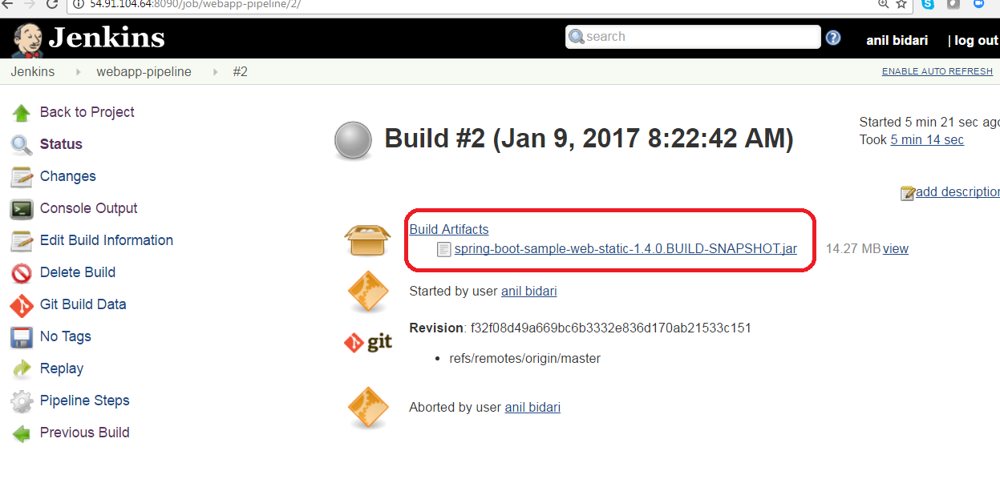 54.91.104.64:8090/job/webapp-pipeline/2/
Jenkins
search
anil bidari
| log out
Jenkins
webapp-pipeline
#2
ENABLE AUTO REFRESH
Back to Project
Status
Changes
Console Output
Edit Build Information
Delete Build
Git Build Data
No Tags
Replay
Pipeline Steps
Previous Build
Build #2 (Jan 9, 2017 8:22:42 AM)
Started 5 min 21 sec ago
Took 5 min 14 sec
add description
Build Artifacts
spring-boot-sample-web-static-1.4.0.BUILD-SNAPSHOT.jar 14.27 MB view
Started by user anil bidari
git
Revision: f32f08d49a669bc6b3332e836d170ab21533c151
• refs/remotes/origin/master
Aborted by user anil bidari